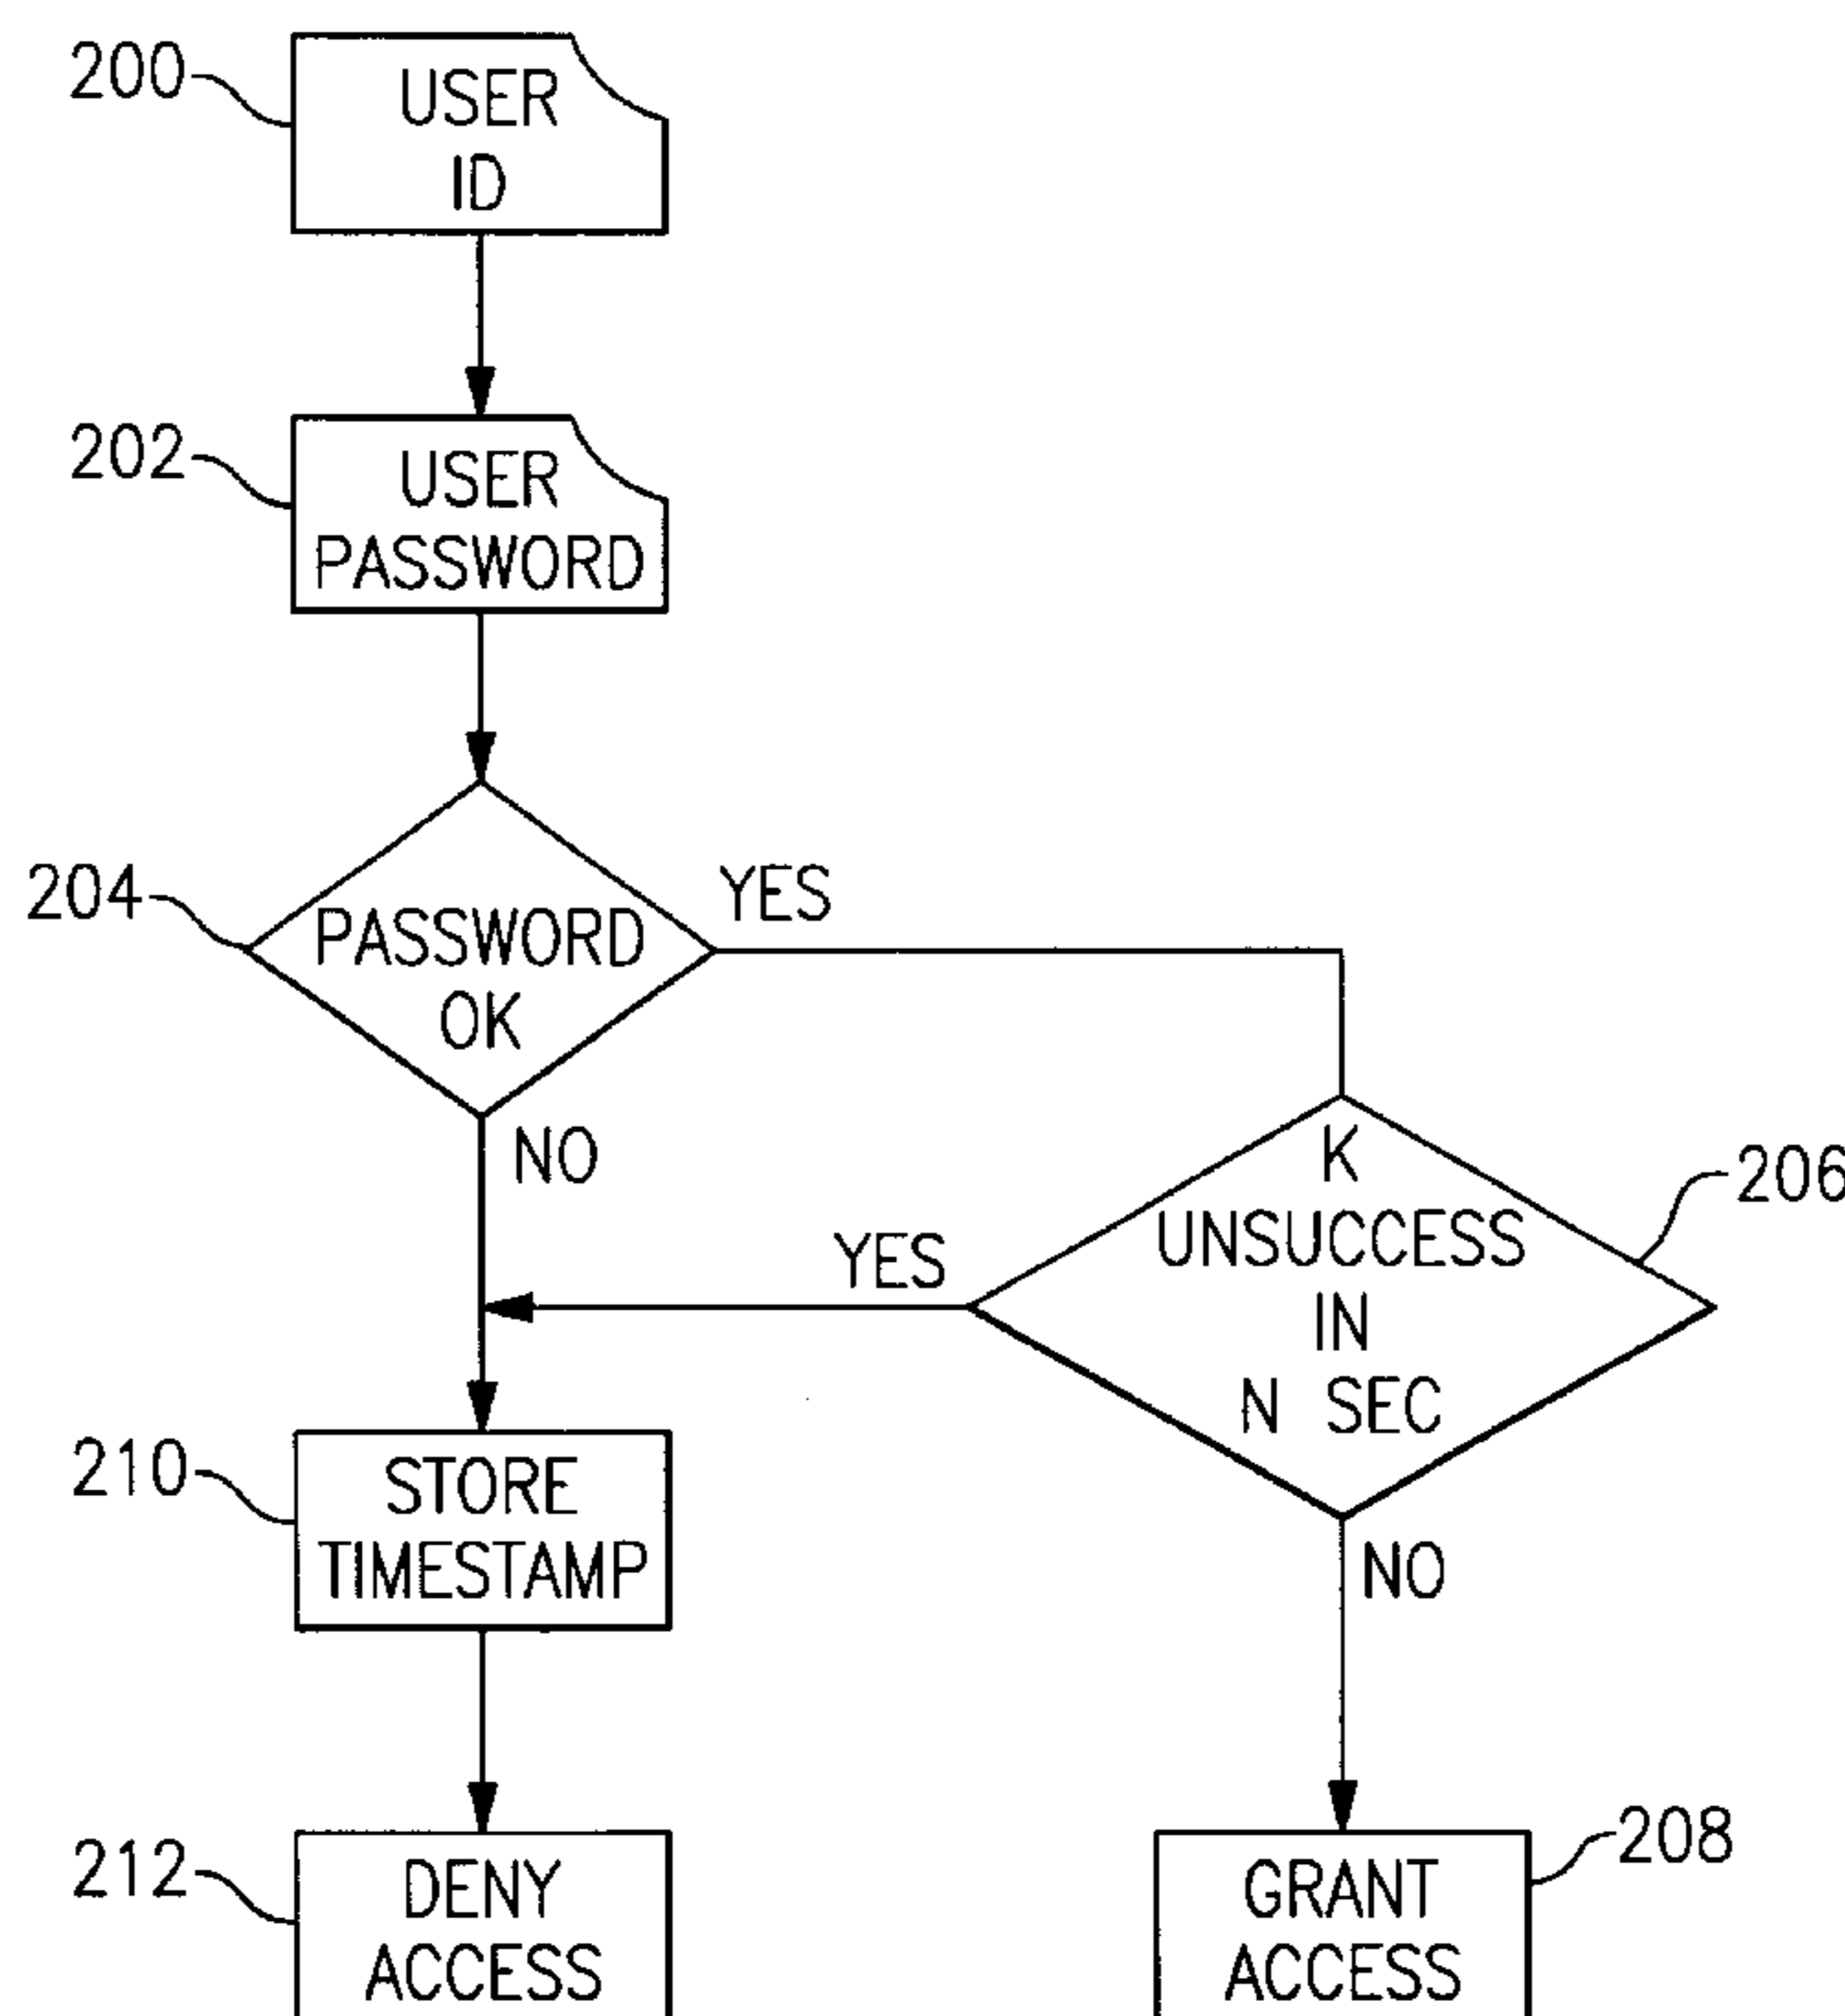 200
USER
ID
202
USER
PASSWORD
204
PASSWORD
OK
YES
NO
K
UNSUCCESS
IN
N SEC
206
YES
NO
210
STORE
TIMESTAMP
212
DENY
ACCESS
GRANT
ACCESS
208